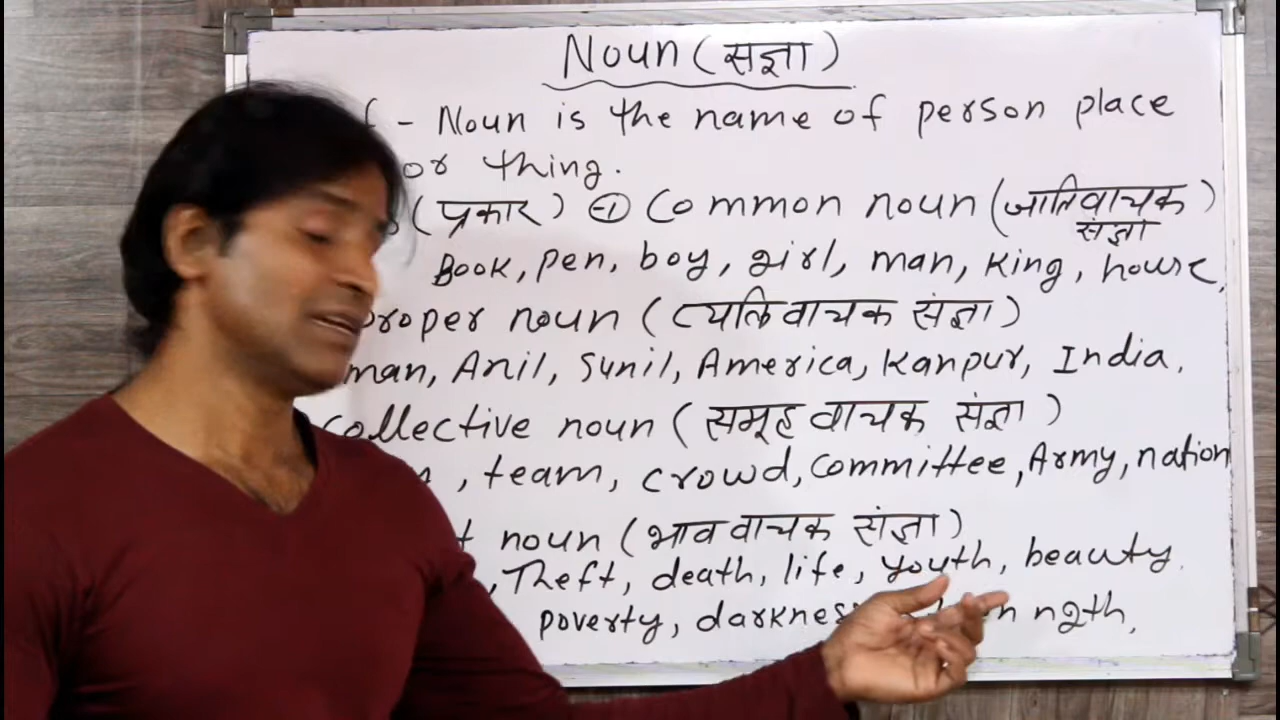 Noun (सज्ञा)
f - Noun is the name of person place
or thing.
(प्रकार) ⊖1 Common noun (जातिवाचक)
संज्ञा
Book, pen, boy, girl, man, King, house,
proper noun (व्यक्तिवाचक संज्ञा)
man, Anil, Sunil, America, Kanpur, India,
Collective noun (समूहवाचक संज्ञा)
, team, crowd, Committee, Army, nation
t noun (भाववाचक संज्ञा)
, Theft, death, life, youth, beauty
poverty, darknes